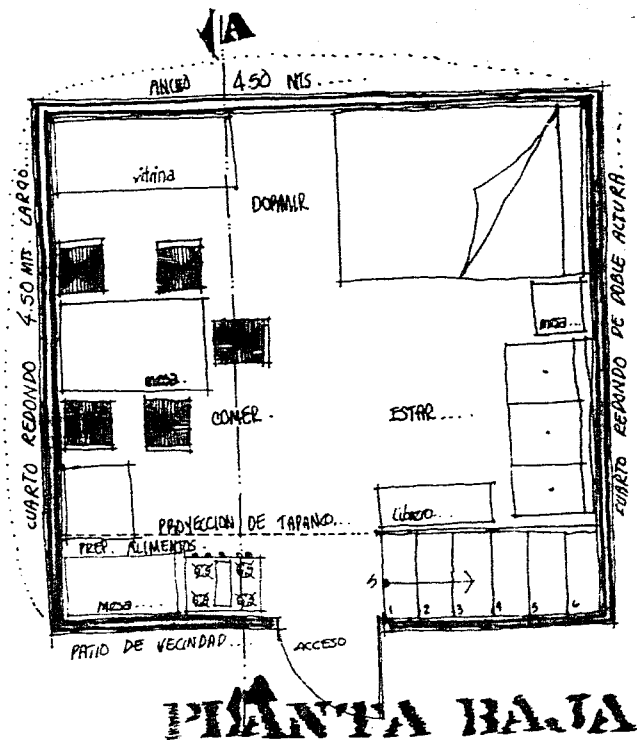 A
ANCHO 4.50 MTS.....
CUARTO REDONDO 4.50 MTS. LARGO...
CUARTO REDONDO DE DOBLE ALTURA....
vitrina
DORMIR
mesa...
mesa.
COMER.
ESTAR.....
Librero...
PROYECCION DE TAPANCO...
PREP. ALIMENTOS.
mesa....
S
1 2 3 4 5 6
PATIO DE VECINDAD...
ACCESO
PLANTA BAJA